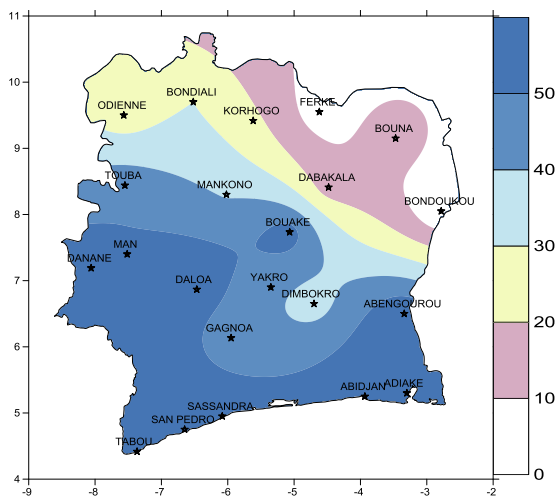 11
10
9
8
7
6
5
4
-9
-8
-7
-6
-5
-4
-3
-2
ODIENNE
BONDIALI
KORHOGO
FERKE
BOUNA
TOUBA
MANKONO
DABAKALA
BONDOUKOU
BOUAKE
MAN
DANANE
DALOA
YAKRO
DIMBOKRO
ABENGOUROU
GAGNOA
ABIDJAN
ADIAKE
SASSANDRA
SAN PEDRO
TABOU
50
40
30
20
10
0